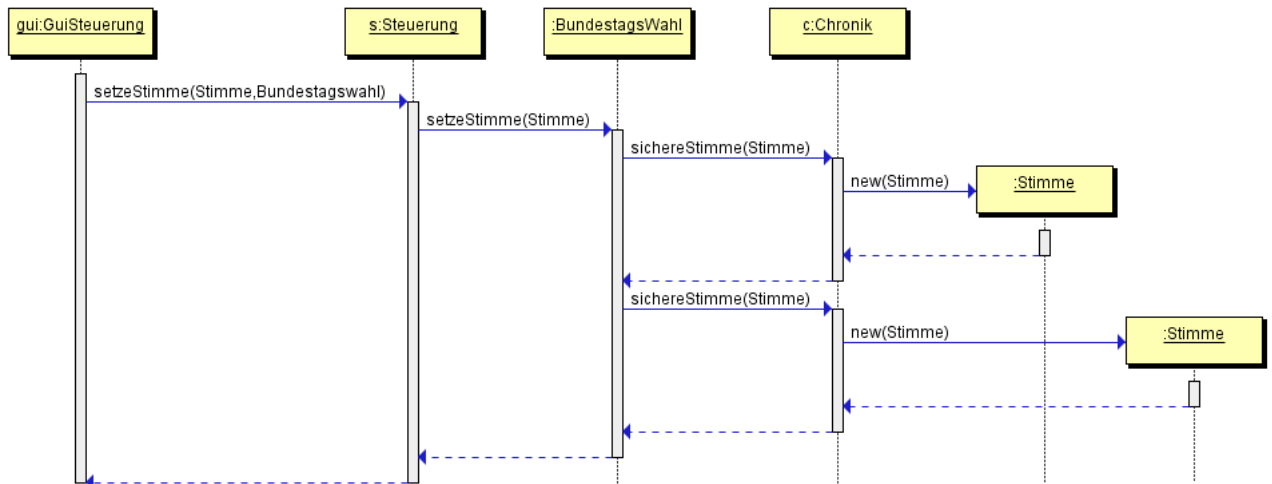 gui:GuiSteuerung
s:Steuerung
:BundestagsWahl
c:Chronik
setzeStimme(Stimme,Bundestagswahl)
setzeStimme(Stimme)
sichereStimme(Stimme)
new(Stimme)
:Stimme
sichereStimme(Stimme)
new(Stimme)
:Stimme